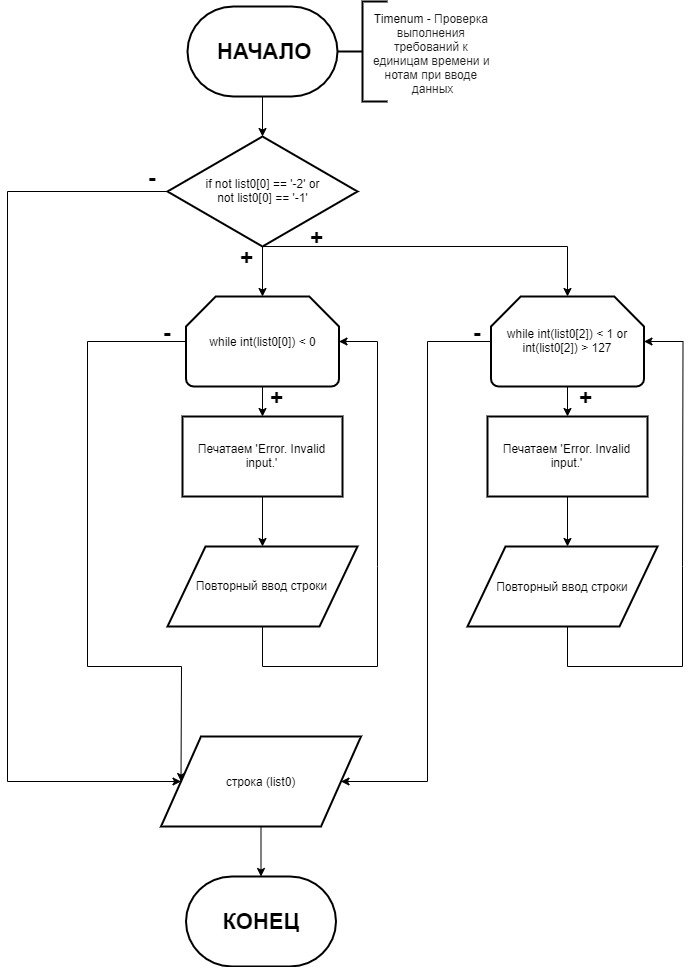 НАЧАЛО
Timenum - Проверка
выполнения
требований к
единицам времени и
нотам при вводе
данных
-
if not list0[0] == '-2' or
not list0[0] == '-1'
+
+
-
while int(list0[0]) < 0
-
while int(list0[2]) < 1 or
int(list0[2]) > 127
+
+
Печатаем 'Error. Invalid
input.'
Печатаем 'Error. Invalid
input.'
Повторный ввод строки
Повторный ввод строки
строка (list0)
КОНЕЦ